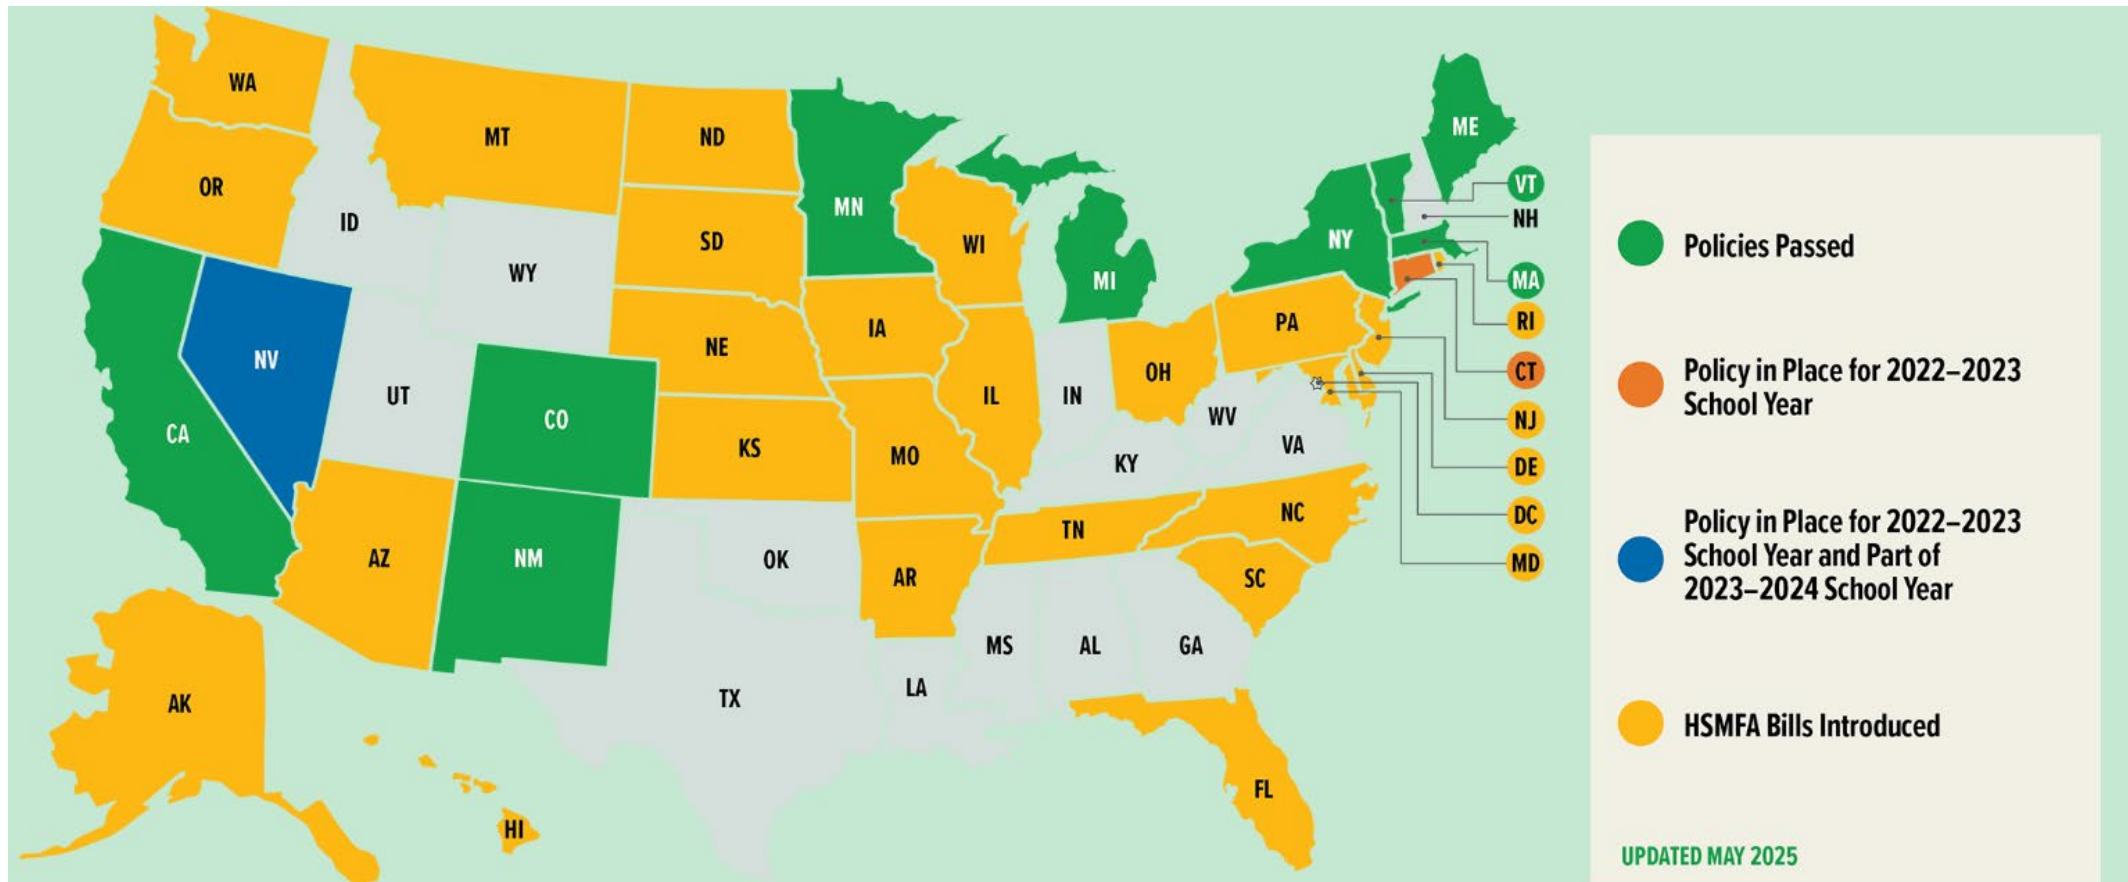 WA
MT
ND
OR
ID
MN
SD
WI
WY
MI
NY
ME
VT
NH
MA
RI
CT
NJ
DE
DC
MD
NV
CA
UT
CO
NE
IA
KS
MO
IL
IN
OH
PA
WV
VA
KY
AZ
NM
OK
AR
TN
NC
SC
TX
LA
MS
AL
GA
FL
AK
HI
Policies Passed
Policy in Place for 2022–2023
School Year
Policy in Place for 2022–2023
School Year and Part of
2023–2024 School Year
HSMFA Bills Introduced
UPDATED MAY 2025